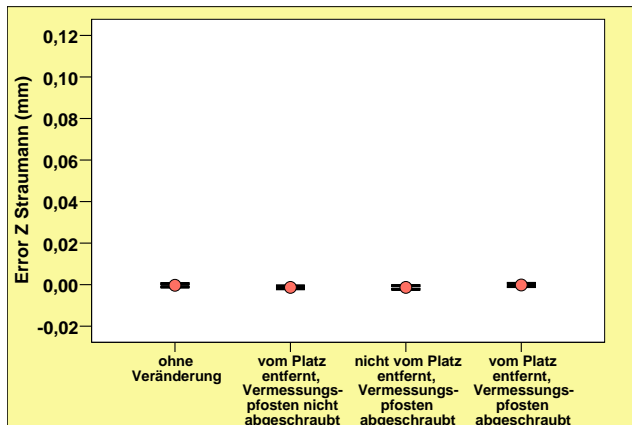 Error Z Straumann (mm)
0,12
0,10
0,08
0,06
0,04
0,02
0,00
-0,02
ohne
Veränderung
vom Platz
entfernt,
Vermessungs-
pfosten nicht
abgeschraubt
nicht vom Platz
entfernt,
Vermessungs-
pfosten
abgeschraubt
vom Platz
entfernt,
Vermessungs-
pfosten
abgeschraubt